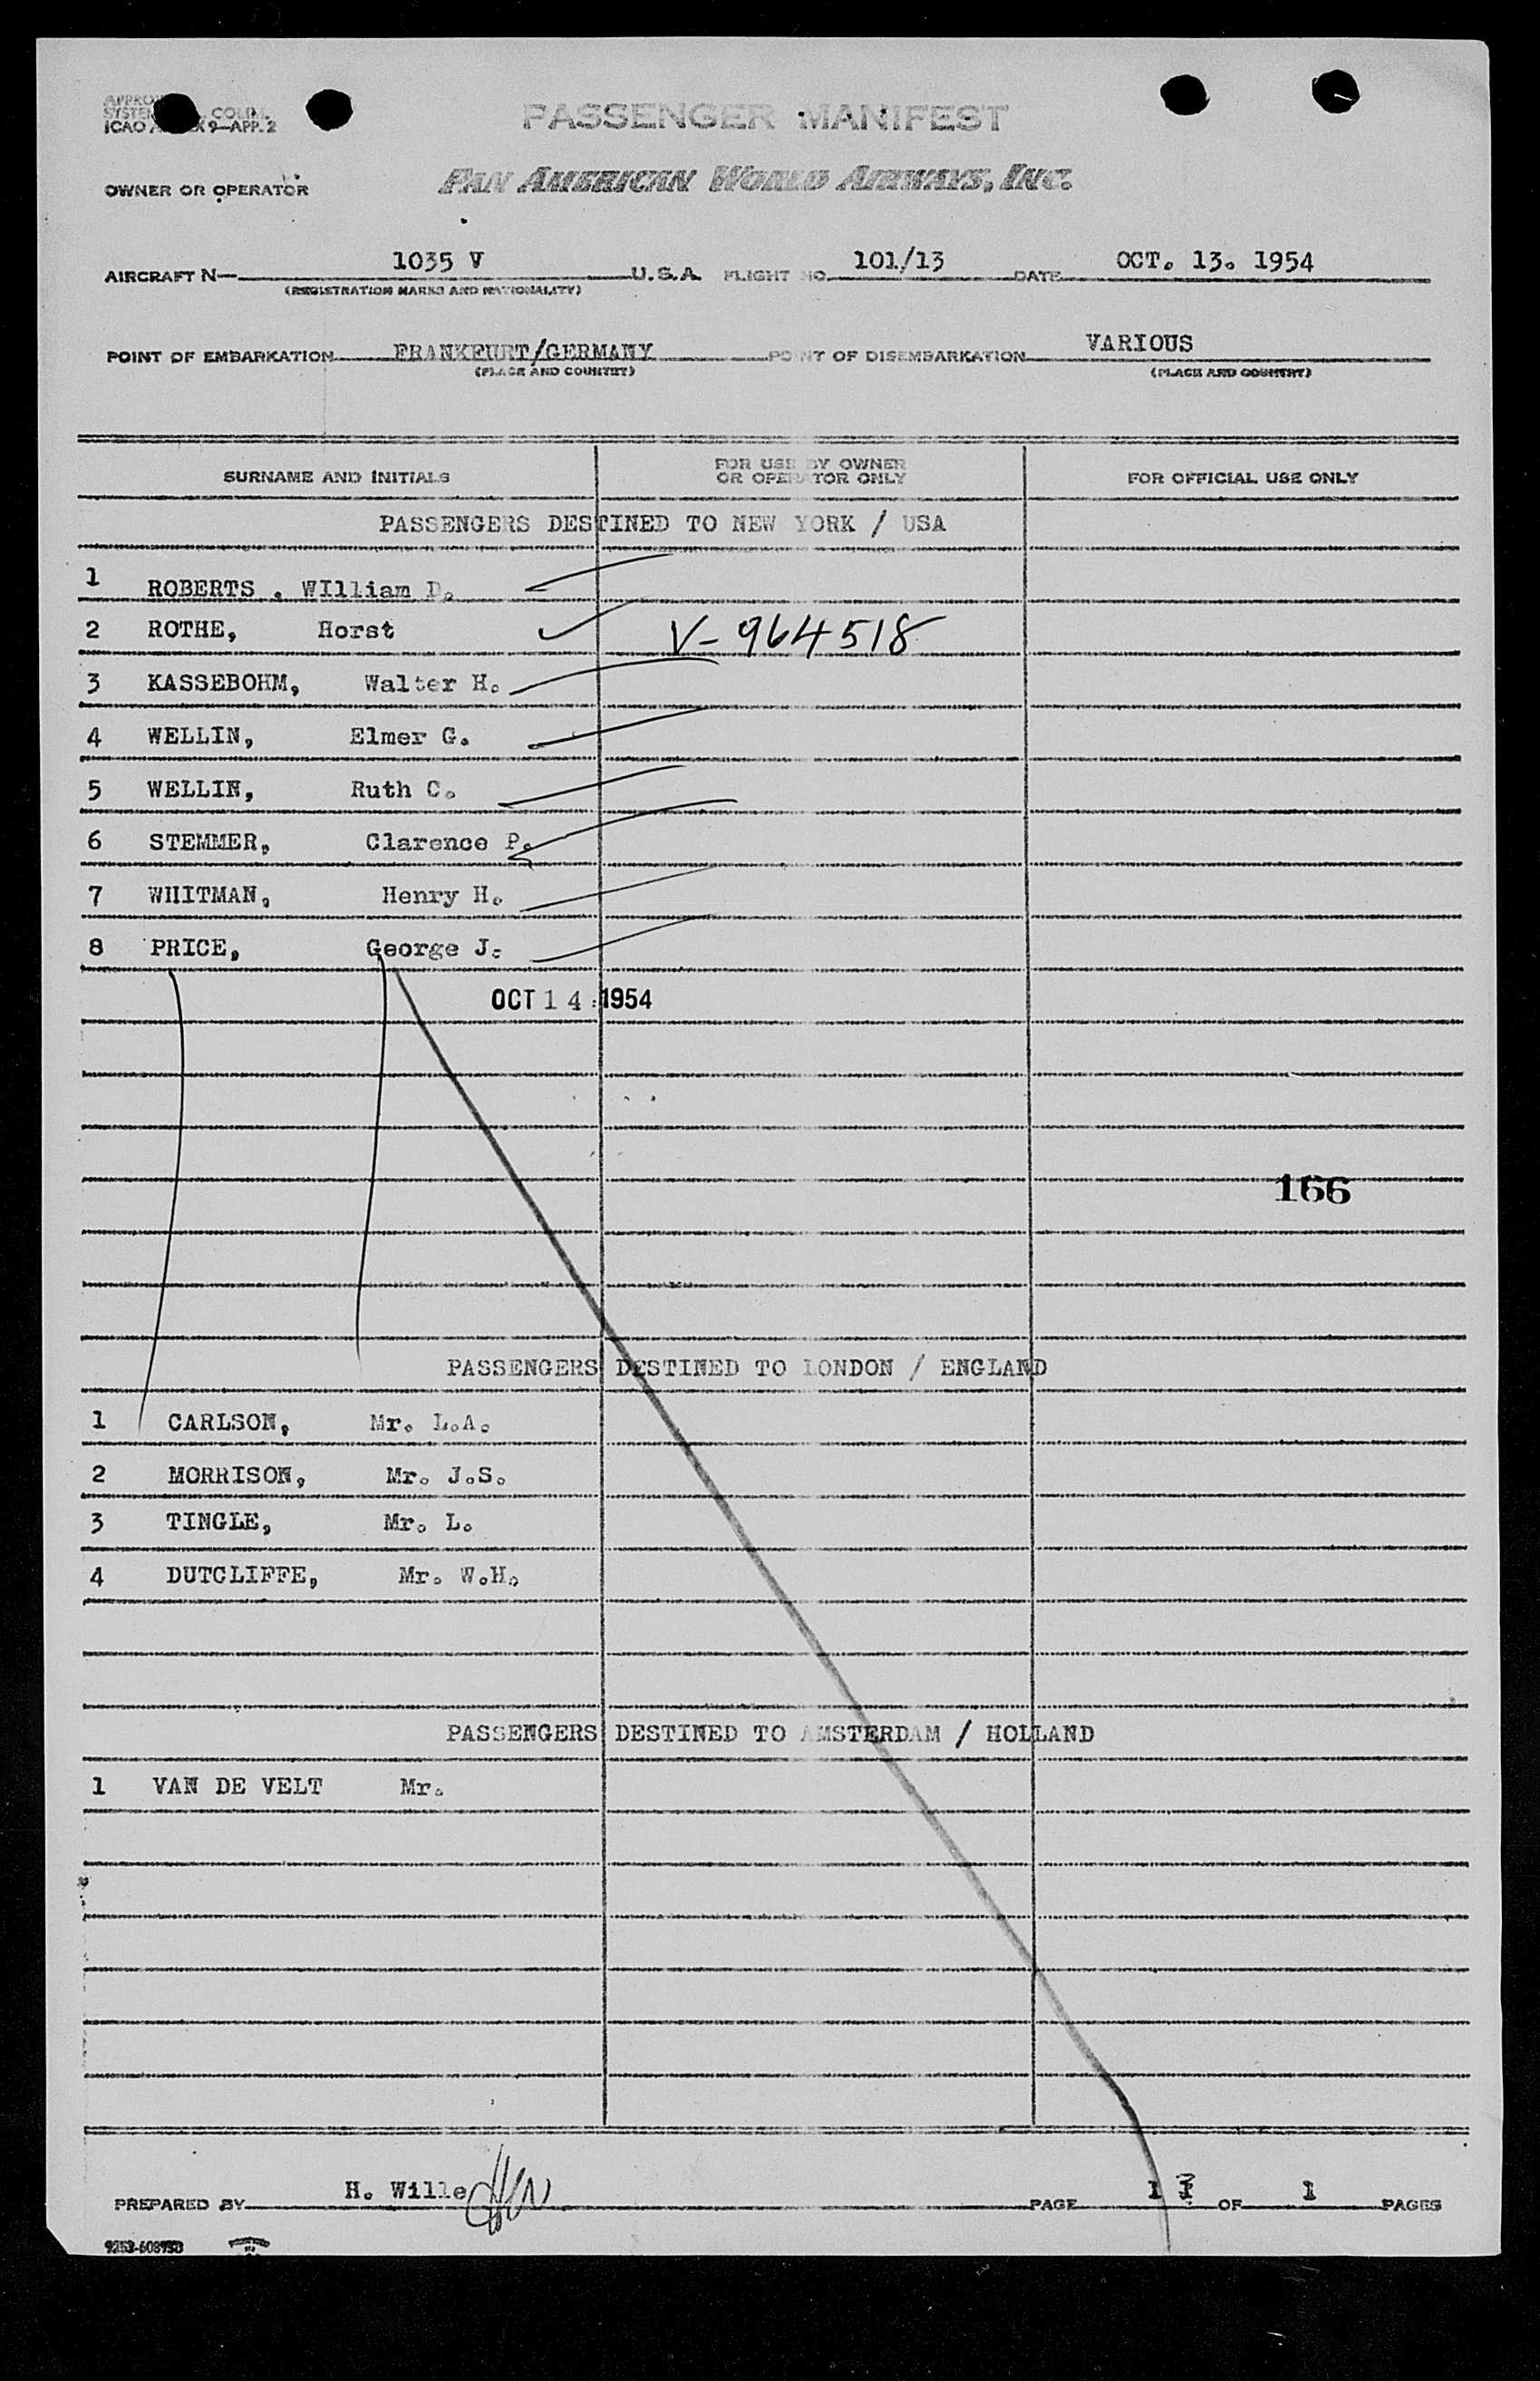 ICAO 9—APP. 2
PASSENGER MANIFEST
OWNER OR OPERATOR PAN AMERICAN WORLD AIRWAYS, INC.
AIRCRAFT N— 1035 V U.S.A. FLIGHT NO. 101/13 DATE OCT. 13. 1954
(REGISTRATION MARKS AND NATIONALITY)
POINT OF EMBARKATION FRANKFURT/GERMANY POINT OF DISEMBARKATION VARIOUS
(PLACE AND COUNTRY) (PLACE AND COUNTRY)
SURNAME AND INITIALS FOR USE BY OWNER OR OPERATOR ONLY FOR OFFICIAL USE ONLY
PASSENGERS DESTINED TO NEW YORK / USA
1 ROBERTS , WIlliam D.
2 ROTHE, Horst V-964518
3 KASSEBOHM, Walter H.
4 WELLIN, Elmer G.
5 WELLIN, Ruth C.
6 STEMMER, Clarence P.
7 WHITMAN, Henry H.
8 PRICE, George J.
OCT 14 1954
166
PASSENGERS DESTINED TO LONDON / ENGLAND
1 CARLSON, Mr. L.A.
2 MORRISON, Mr. J.S.
3 TINGLE, Mr. L.
4 DUTCLIFFE, Mr. W.H.
PASSENGERS DESTINED TO AMSTERDAM / HOLLAND
1 VAN DE VELT Mr.
PREPARED BY H. Wille PAGE 1 OF 1 PAGES